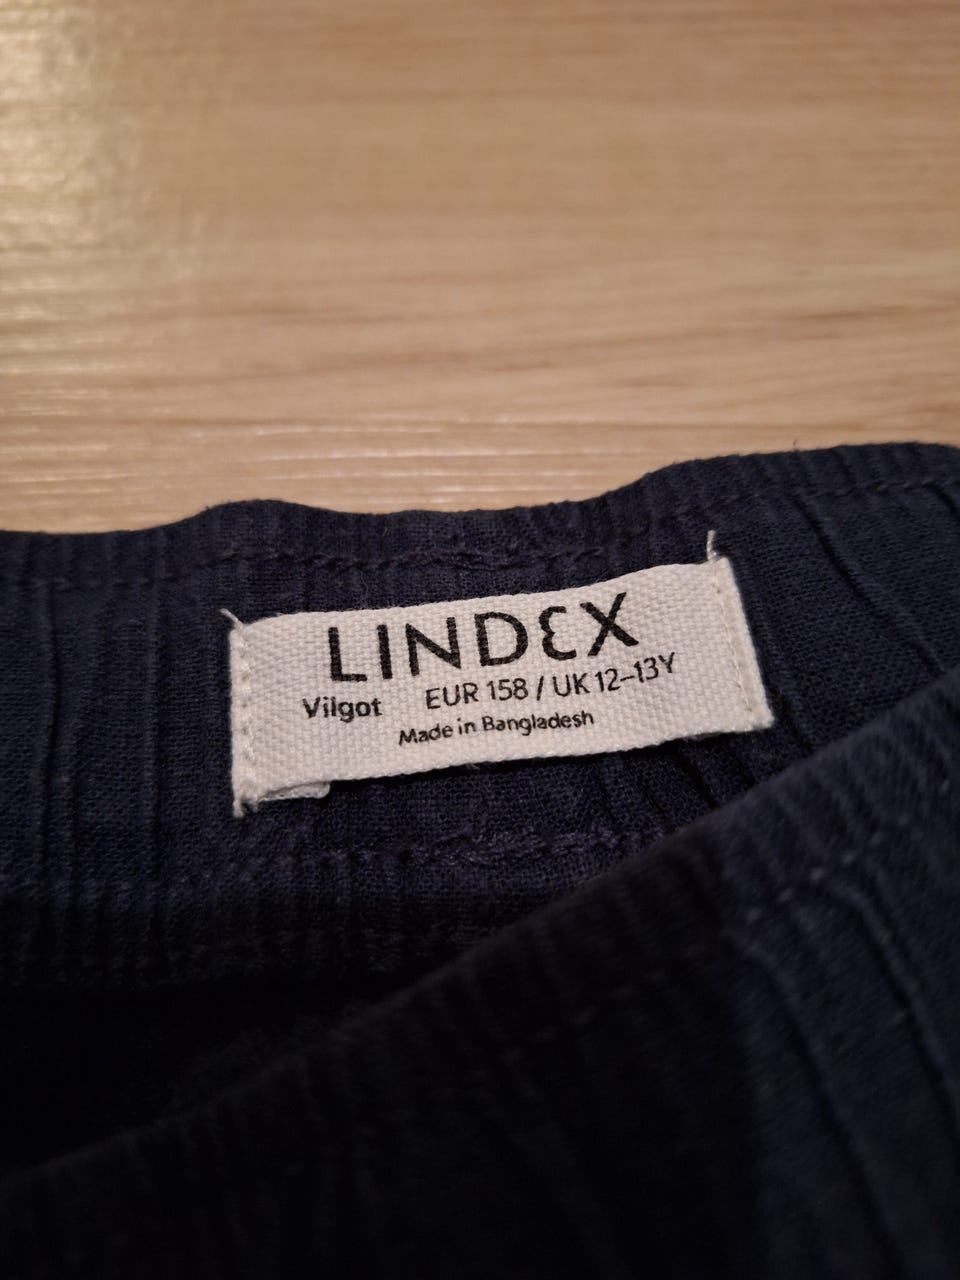 LINDEX
Vilgot EUR 158 / UK 12–13Y
Made in Bangladesh